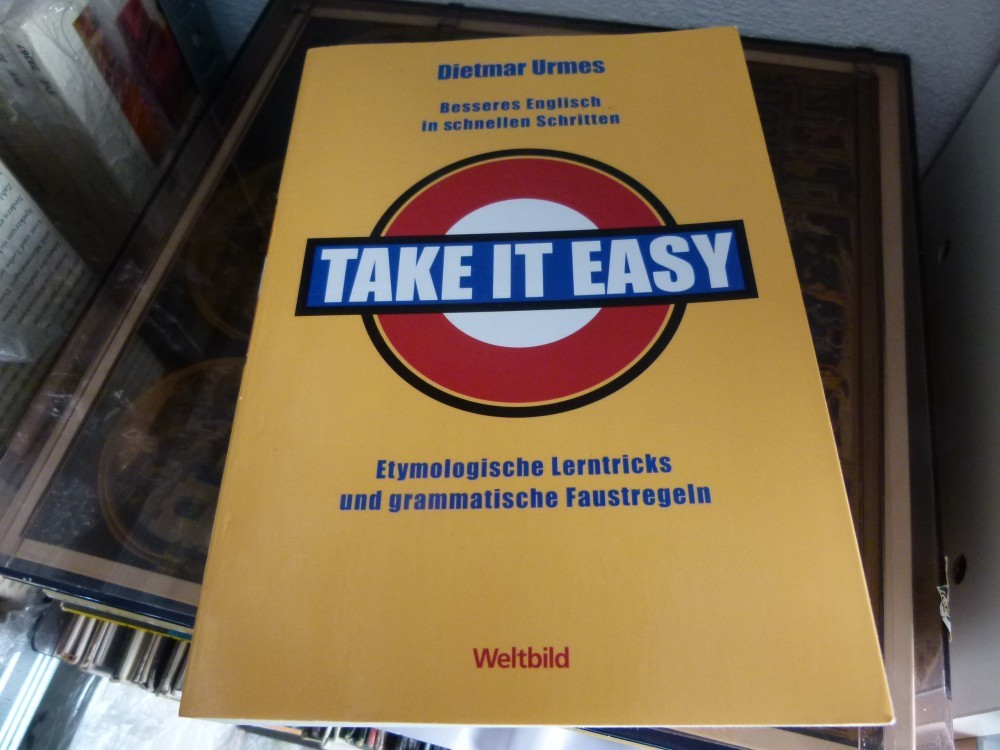 Dietmar Urmes
Besseres Englisch
in schnellen Schritten
TAKE IT EASY
Etymologische Lerntricks
und grammatische Faustregeln
Weltbild